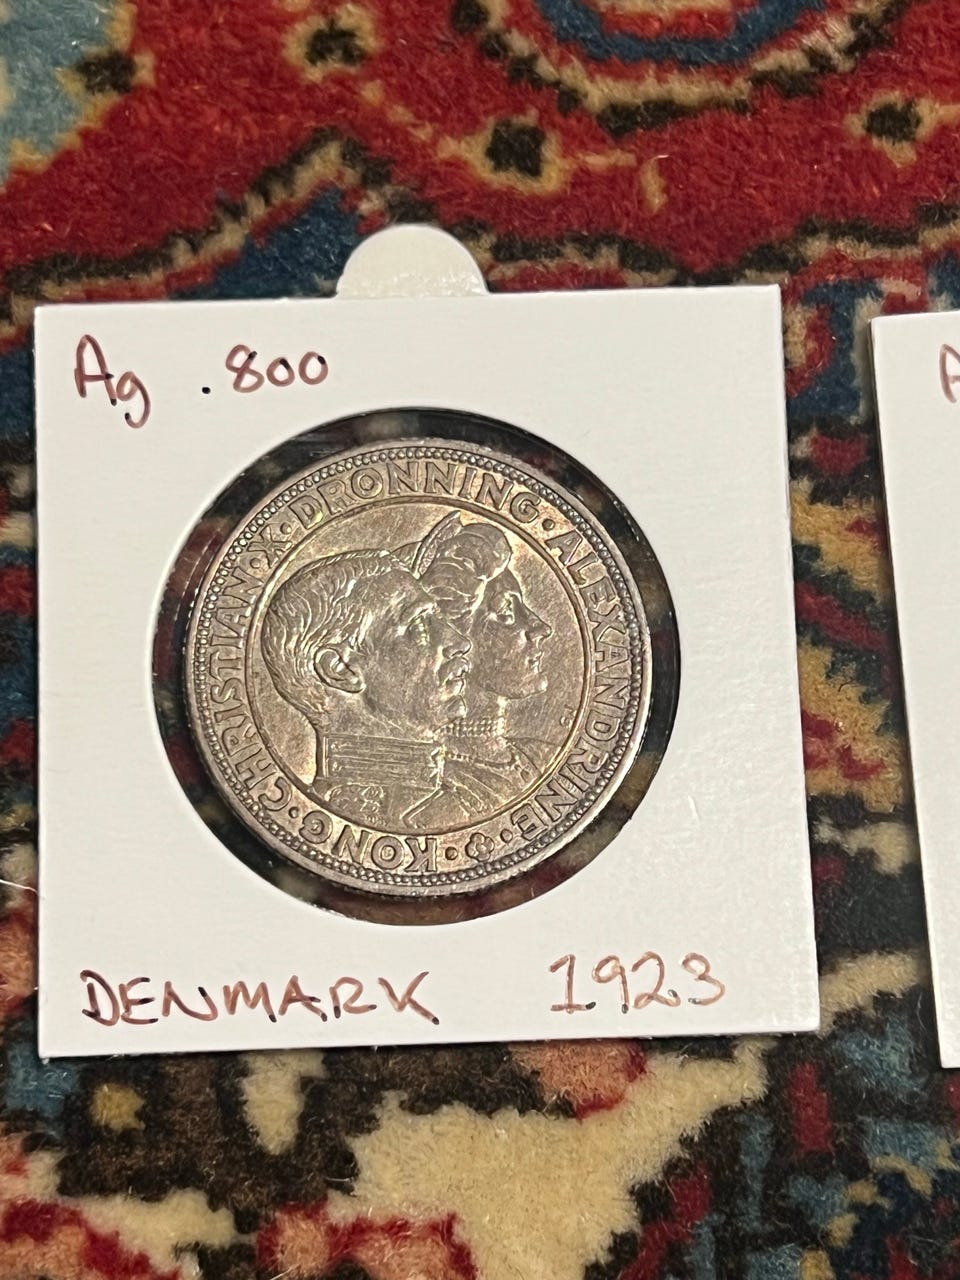 Ag .800
KONG · CHRISTIAN · X · DRONNING · ALEXANDRINE ·
DENMARK 1923